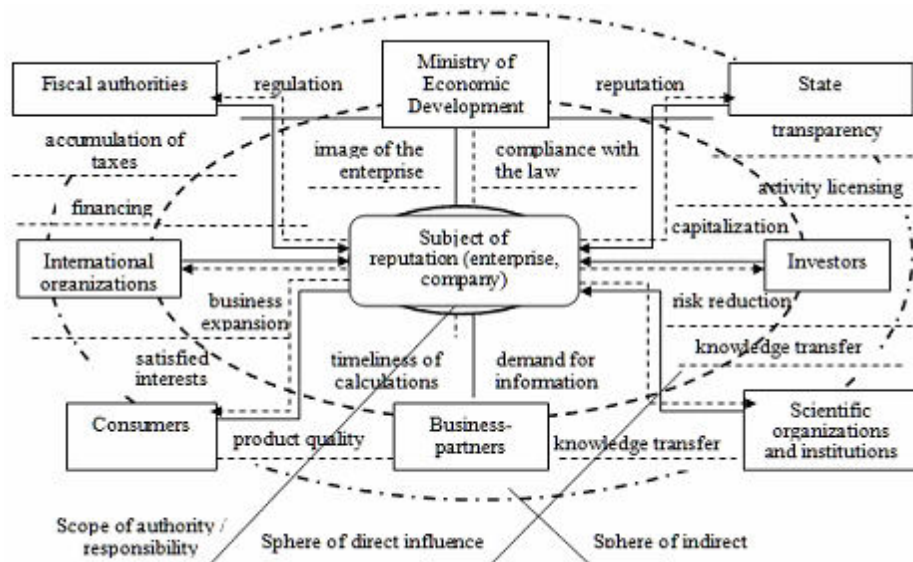 Fiscal authorities
regulation
Ministry of
Economic
Development
reputation
State
accumulation of
taxes
image of the
enterprise
compliance with
the law
transparency
activity licensing
financing
Subject of
reputation (enterprise,
company)
capitalization
International
organizations
Investors
business
expansion
risk reduction
satisfied
interests
timeliness of
calculations
demand for
information
knowledge transfer
Consumers
product quality
Business-
partners
knowledge transfer
Scientific
organizations
and institutions
Scope of authority /
responsibility
Sphere of direct influence
Sphere of indirect